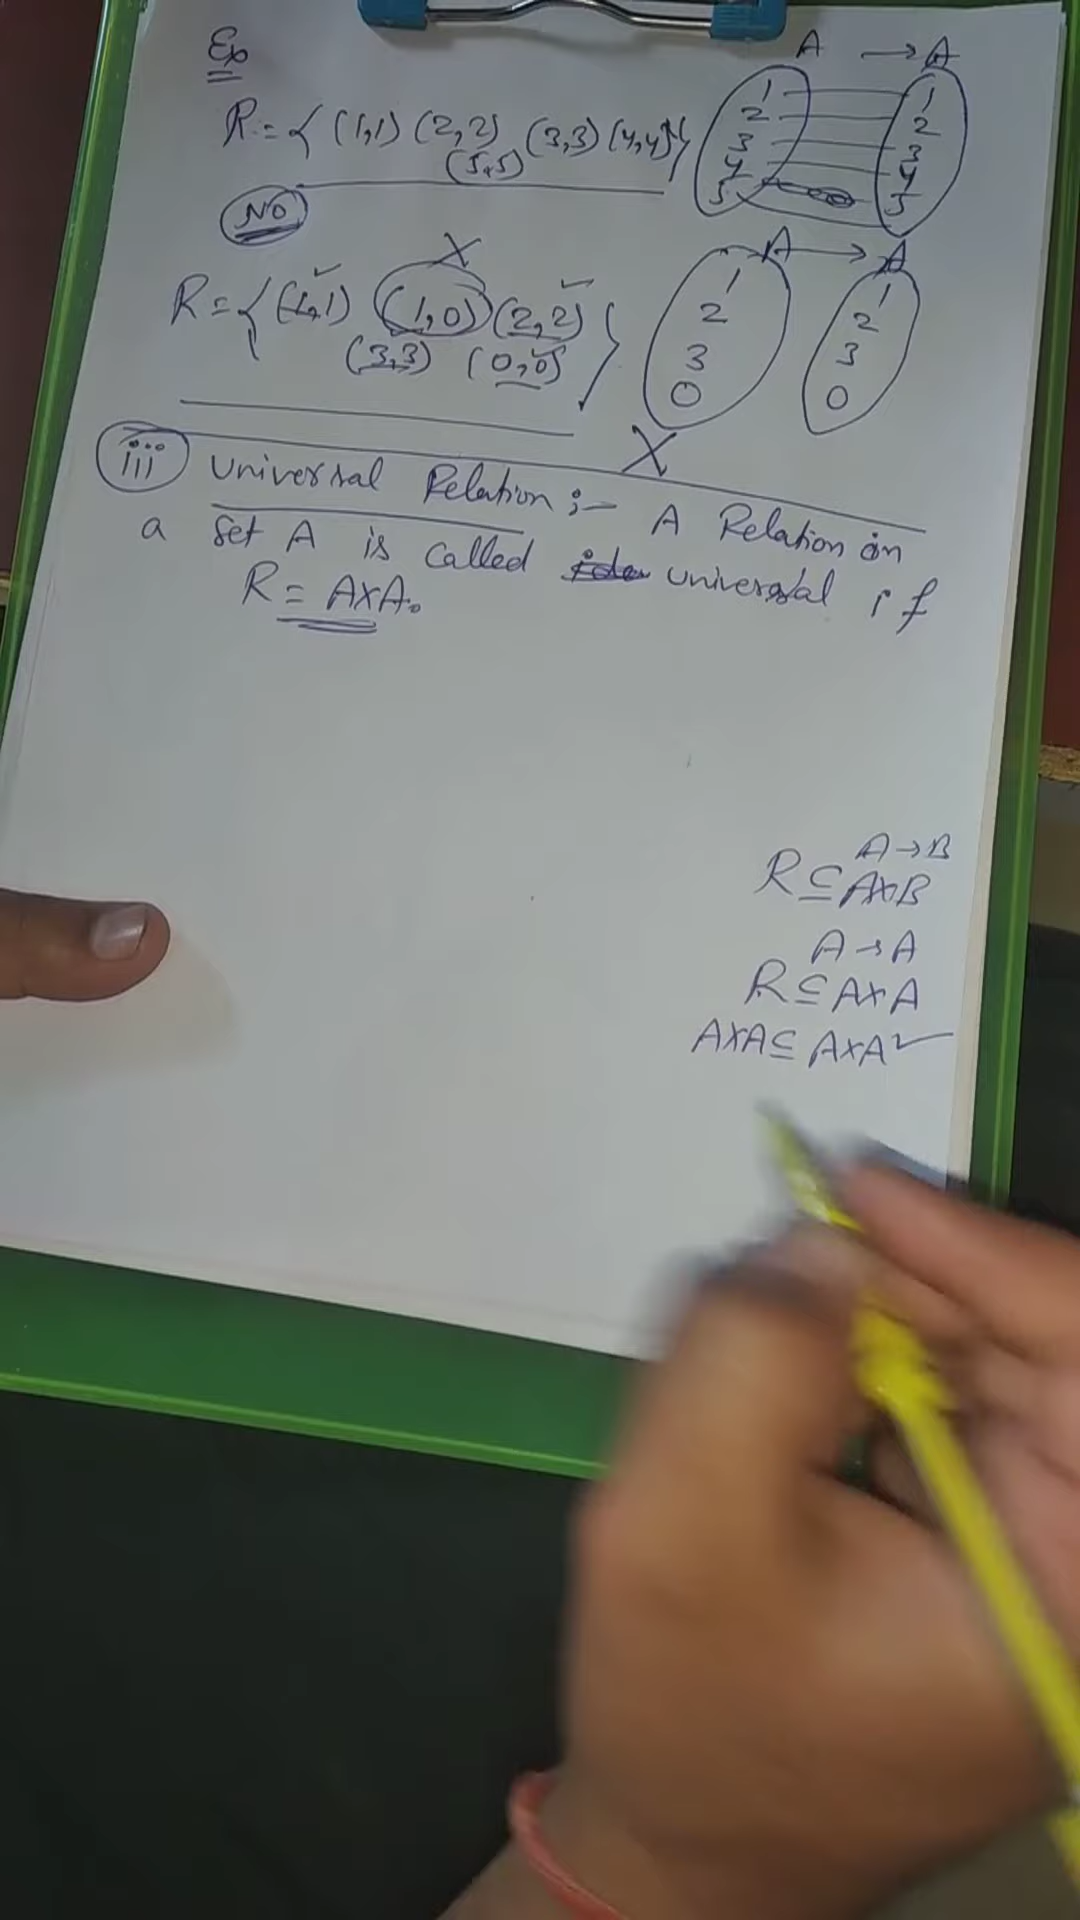 Ex
A → A
R = { (1,1) (2,2) (3,3) (4,4) }
(5,5)
1 2 3 4 5
1 2 3 4 5
NO
X
A → A
R = { (1,1) (1,0) (2,2)
(3,3) (0,0) }
1 2 3 0
1 2 3 0
X
iii Universal Relation :- A Relation on
a set A is called universal if
R = A×A.
A → B
R ⊆ A×B
A → A
R ⊆ A×A
A×A ⊆ A×A ✓